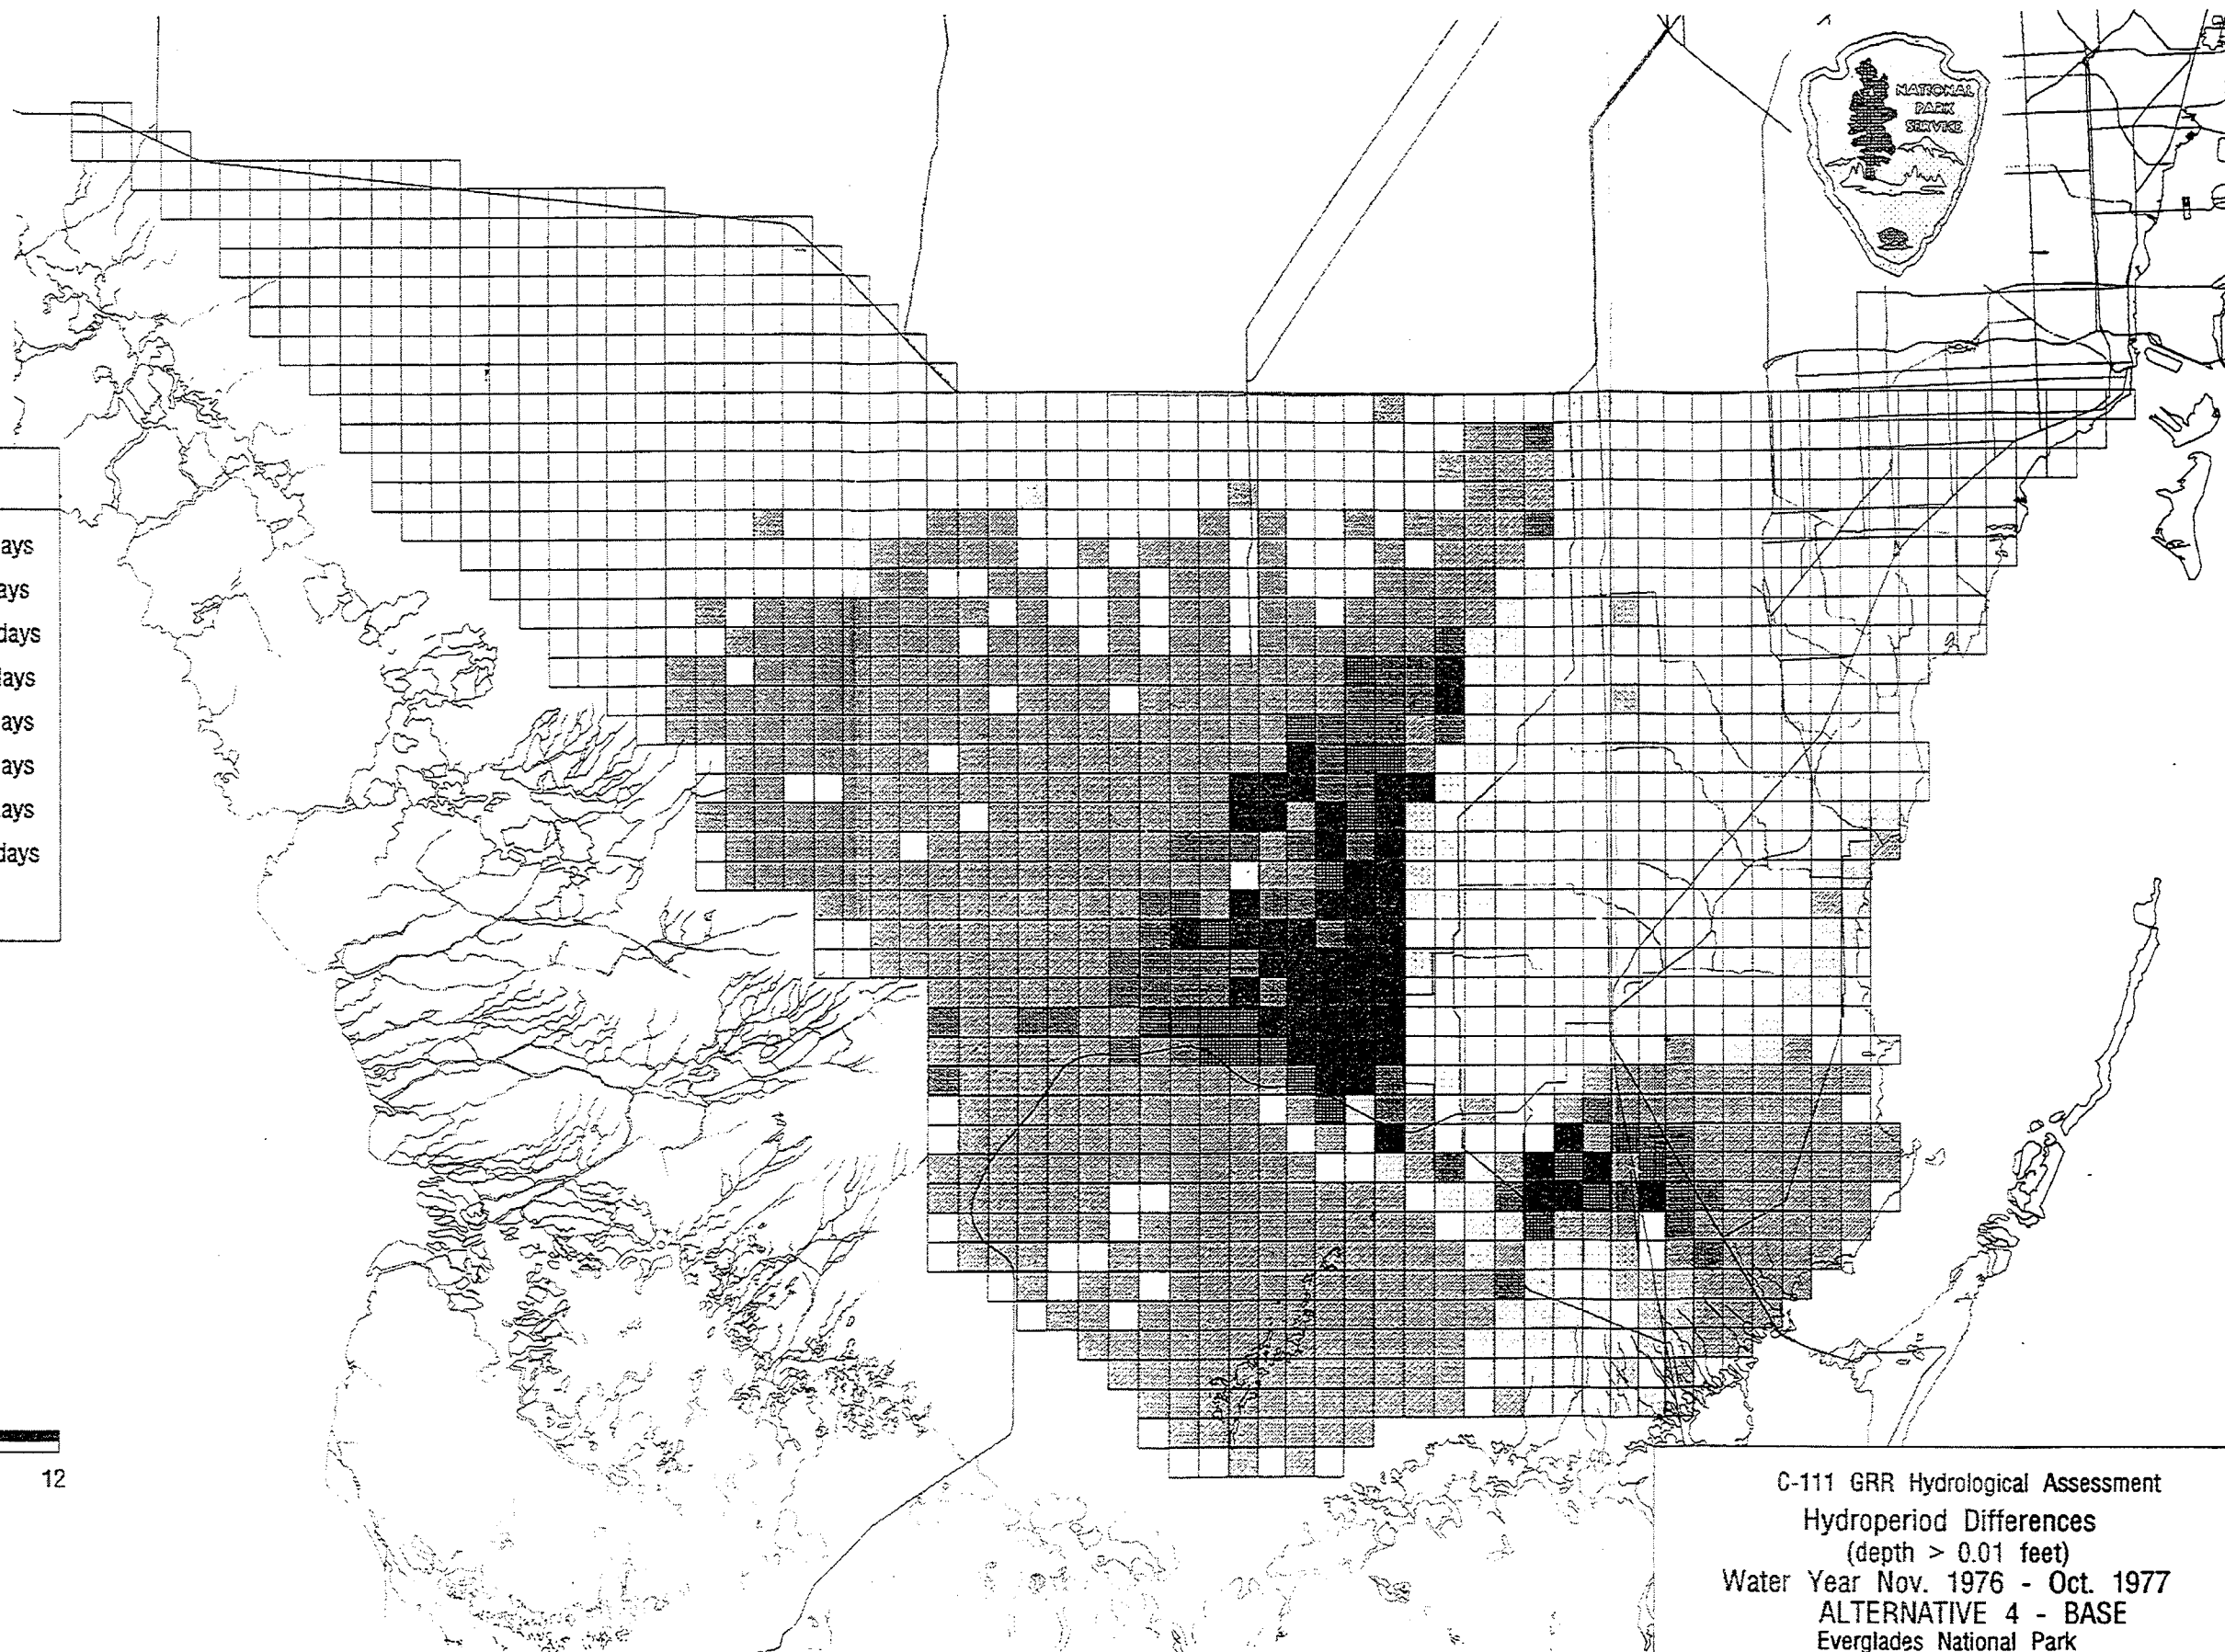 NATIONAL
PARK
SERVICE
ays
ays
days
days
ays
ays
days
days
12
C-111 GRR Hydrological Assessment
Hydroperiod Differences
(depth > 0.01 feet)
Water Year Nov. 1976 - Oct. 1977
ALTERNATIVE 4 - BASE
Everglades National Park